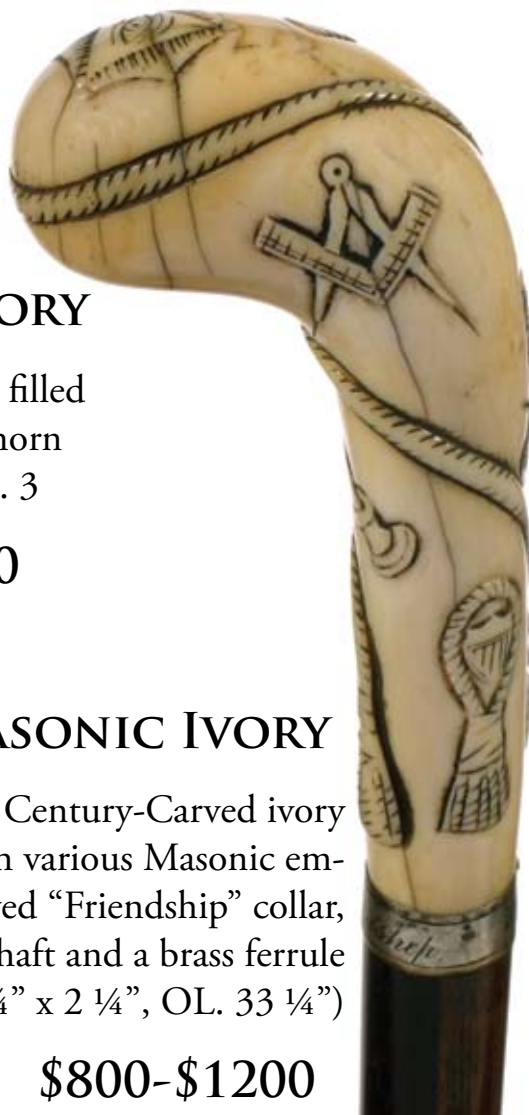 ORY
filled
horn
. 3
0
ASONIC IVORY
Century-Carved ivory
various Masonic em-
ed “Friendship” collar,
haft and a brass ferrule
¼” x 2 ¼”, OL. 33 ¼”)
$800-$1200